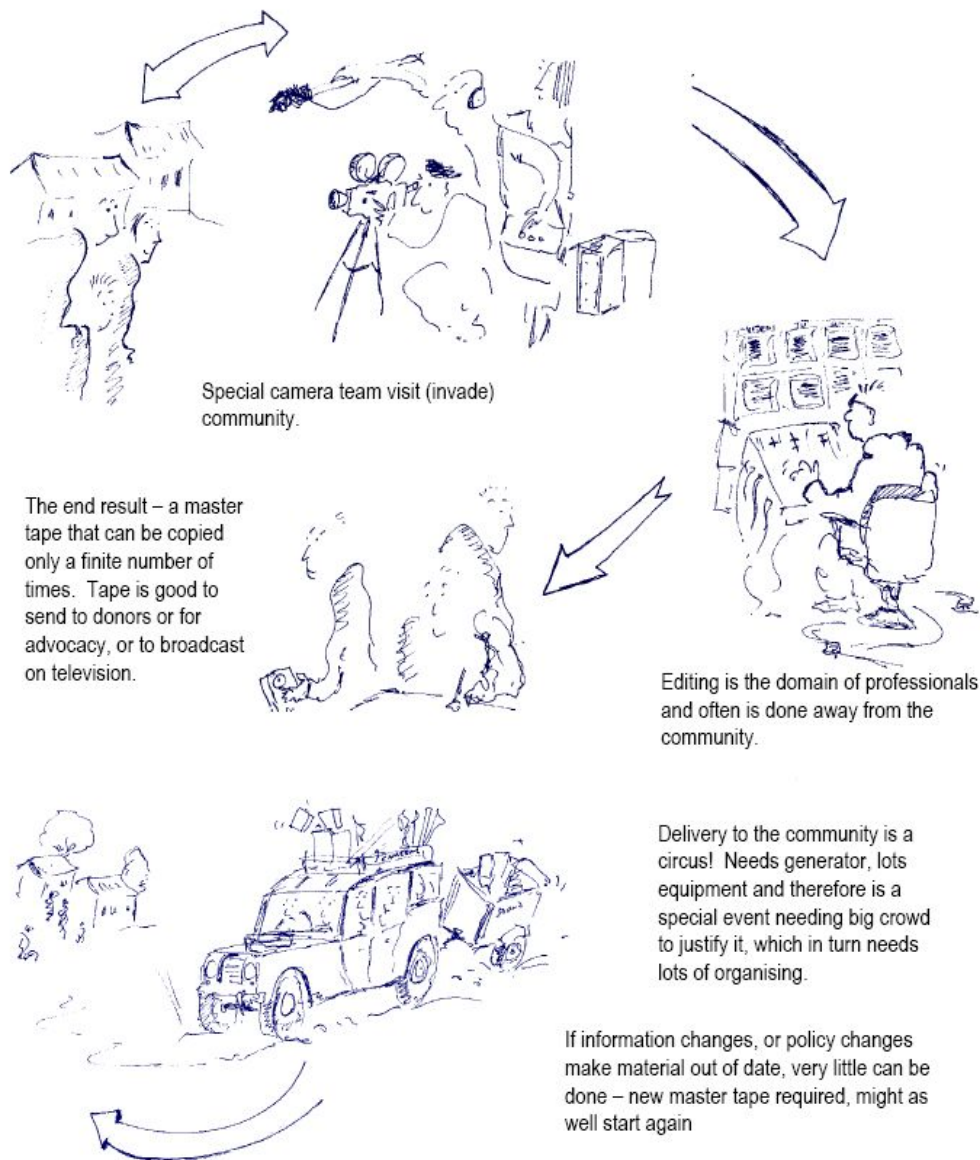 Special camera team visit (invade)
community.
The end result – a master
tape that can be copied
only a finite number of
times.  Tape is good to
send to donors or for
advocacy, or to broadcast
on television.
Editing is the domain of professionals
and often is done away from the
community.
Delivery to the community is a
circus!  Needs generator, lots
equipment and therefore is a
special event needing big crowd
to justify it, which in turn needs
lots of organising.
If information changes, or policy changes
make material out of date, very little can be
done – new master tape required, might as
well start again